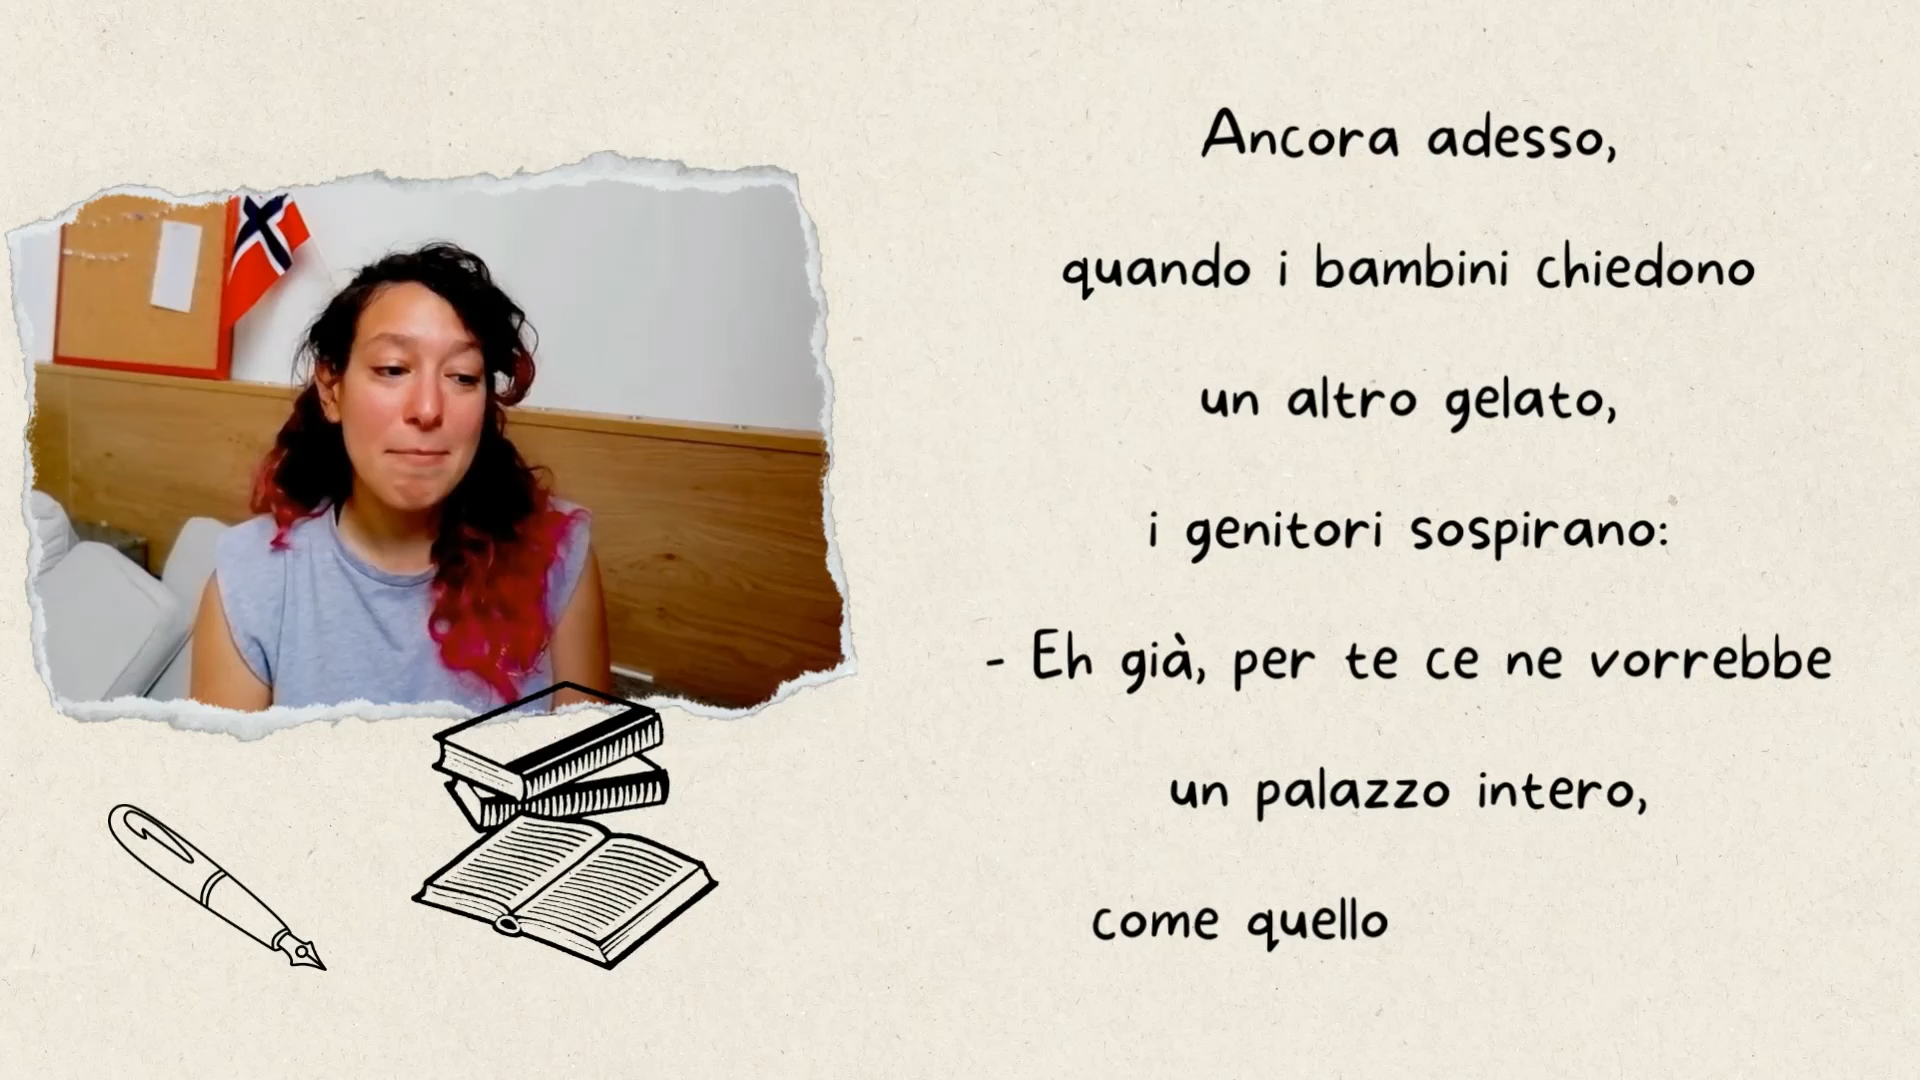 Ancora adesso,
quando i bambini chiedono
un altro gelato,
i genitori sospirano:
- Eh già, per te ce ne vorrebbe
un palazzo intero,
come quello